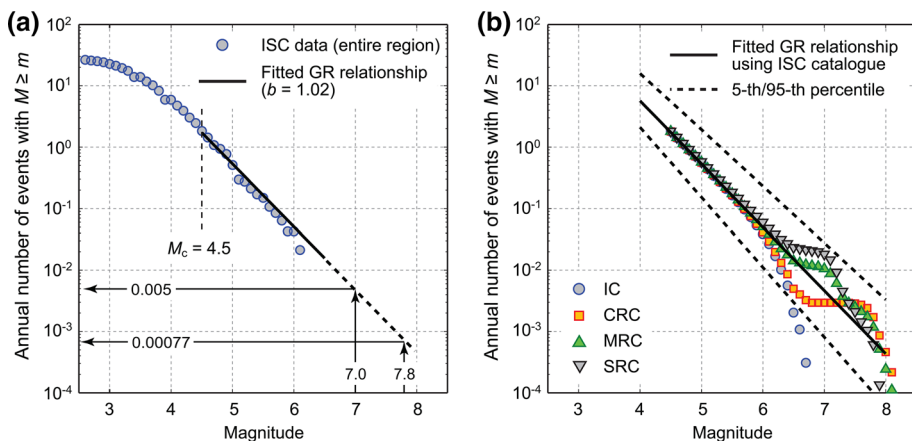 (a)
Annual number of events with M ≥ m
10²
10¹
10⁰
10⁻¹
10⁻²
10⁻³
10⁻⁴
ISC data (entire region)
Fitted GR relationship
(b = 1.02)
Mc = 4.5
0.005
0.00077
7.0
7.8
3 4 5 6 7 8
Magnitude
(b)
Annual number of events with M ≥ m
10²
10¹
10⁰
10⁻¹
10⁻²
10⁻³
10⁻⁴
Fitted GR relationship
using ISC catalogue
5-th/95-th percentile
IC
CRC
MRC
SRC
3 4 5 6 7 8
Magnitude